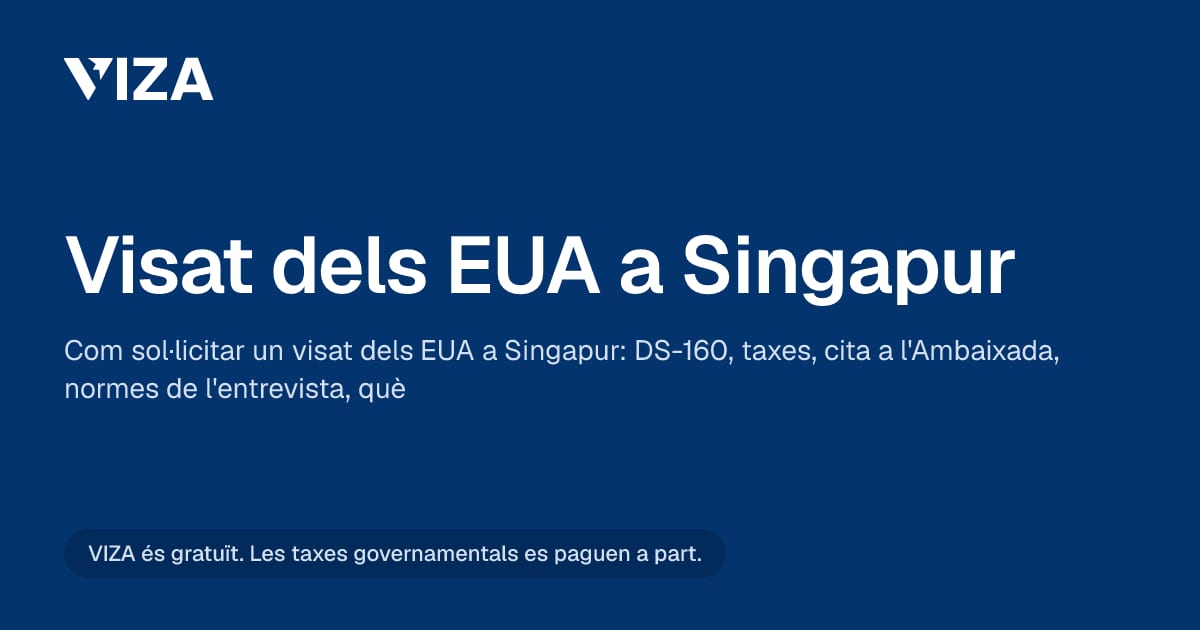 VIZA
Visat dels EUA a Singapur
Com sol·licitar un visat dels EUA a Singapur: DS-160, taxes, cita a l'Ambaixada,
normes de l'entrevista, què
VIZA és gratuït. Les taxes governamentals es paguen a part.